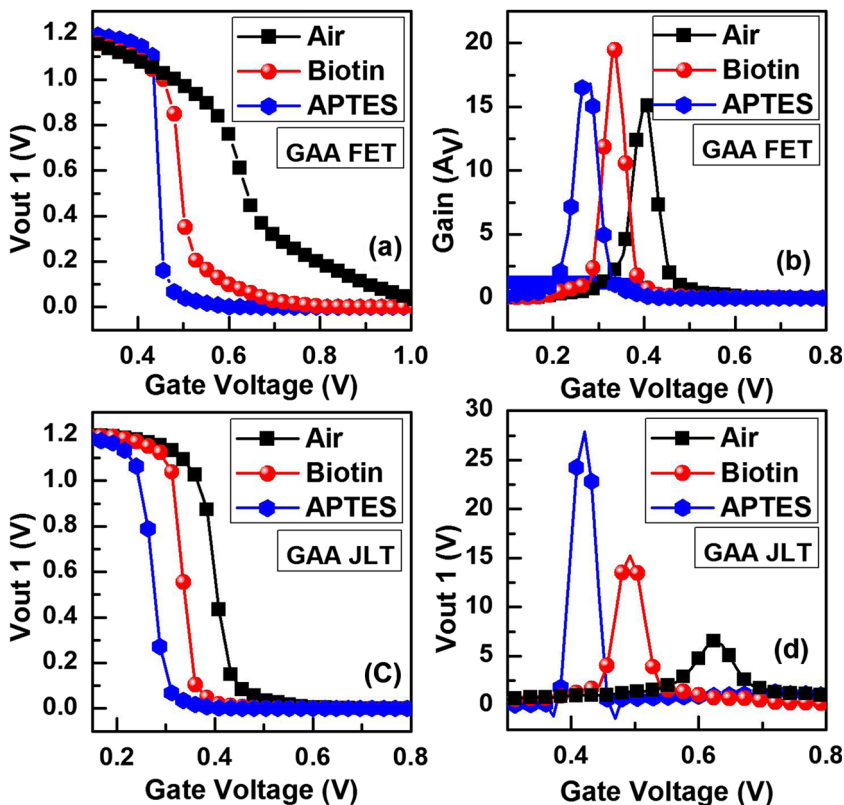 1.2
1.0
0.8
0.6
0.4
0.2
0.0
Vout 1 (V)
Air
Biotin
APTES
GAA FET
(a)
0.4 0.6 0.8 1.0
Gate Voltage (V)
20
15
10
5
0
Gain (AV)
Air
Biotin
APTES
GAA FET
(b)
0.2 0.4 0.6 0.8
Gate Voltage (V)
1.2
1.0
0.8
0.6
0.4
0.2
0.0
Vout 1 (V)
Air
Biotin
APTES
GAA JLT
(C)
0.2 0.4 0.6 0.8
Gate Voltage (V)
30
25
20
15
10
5
0
Vout 1 (V)
Air
Biotin
APTES
GAA JLT
(d)
0.4 0.6 0.8
Gate Voltage (V)